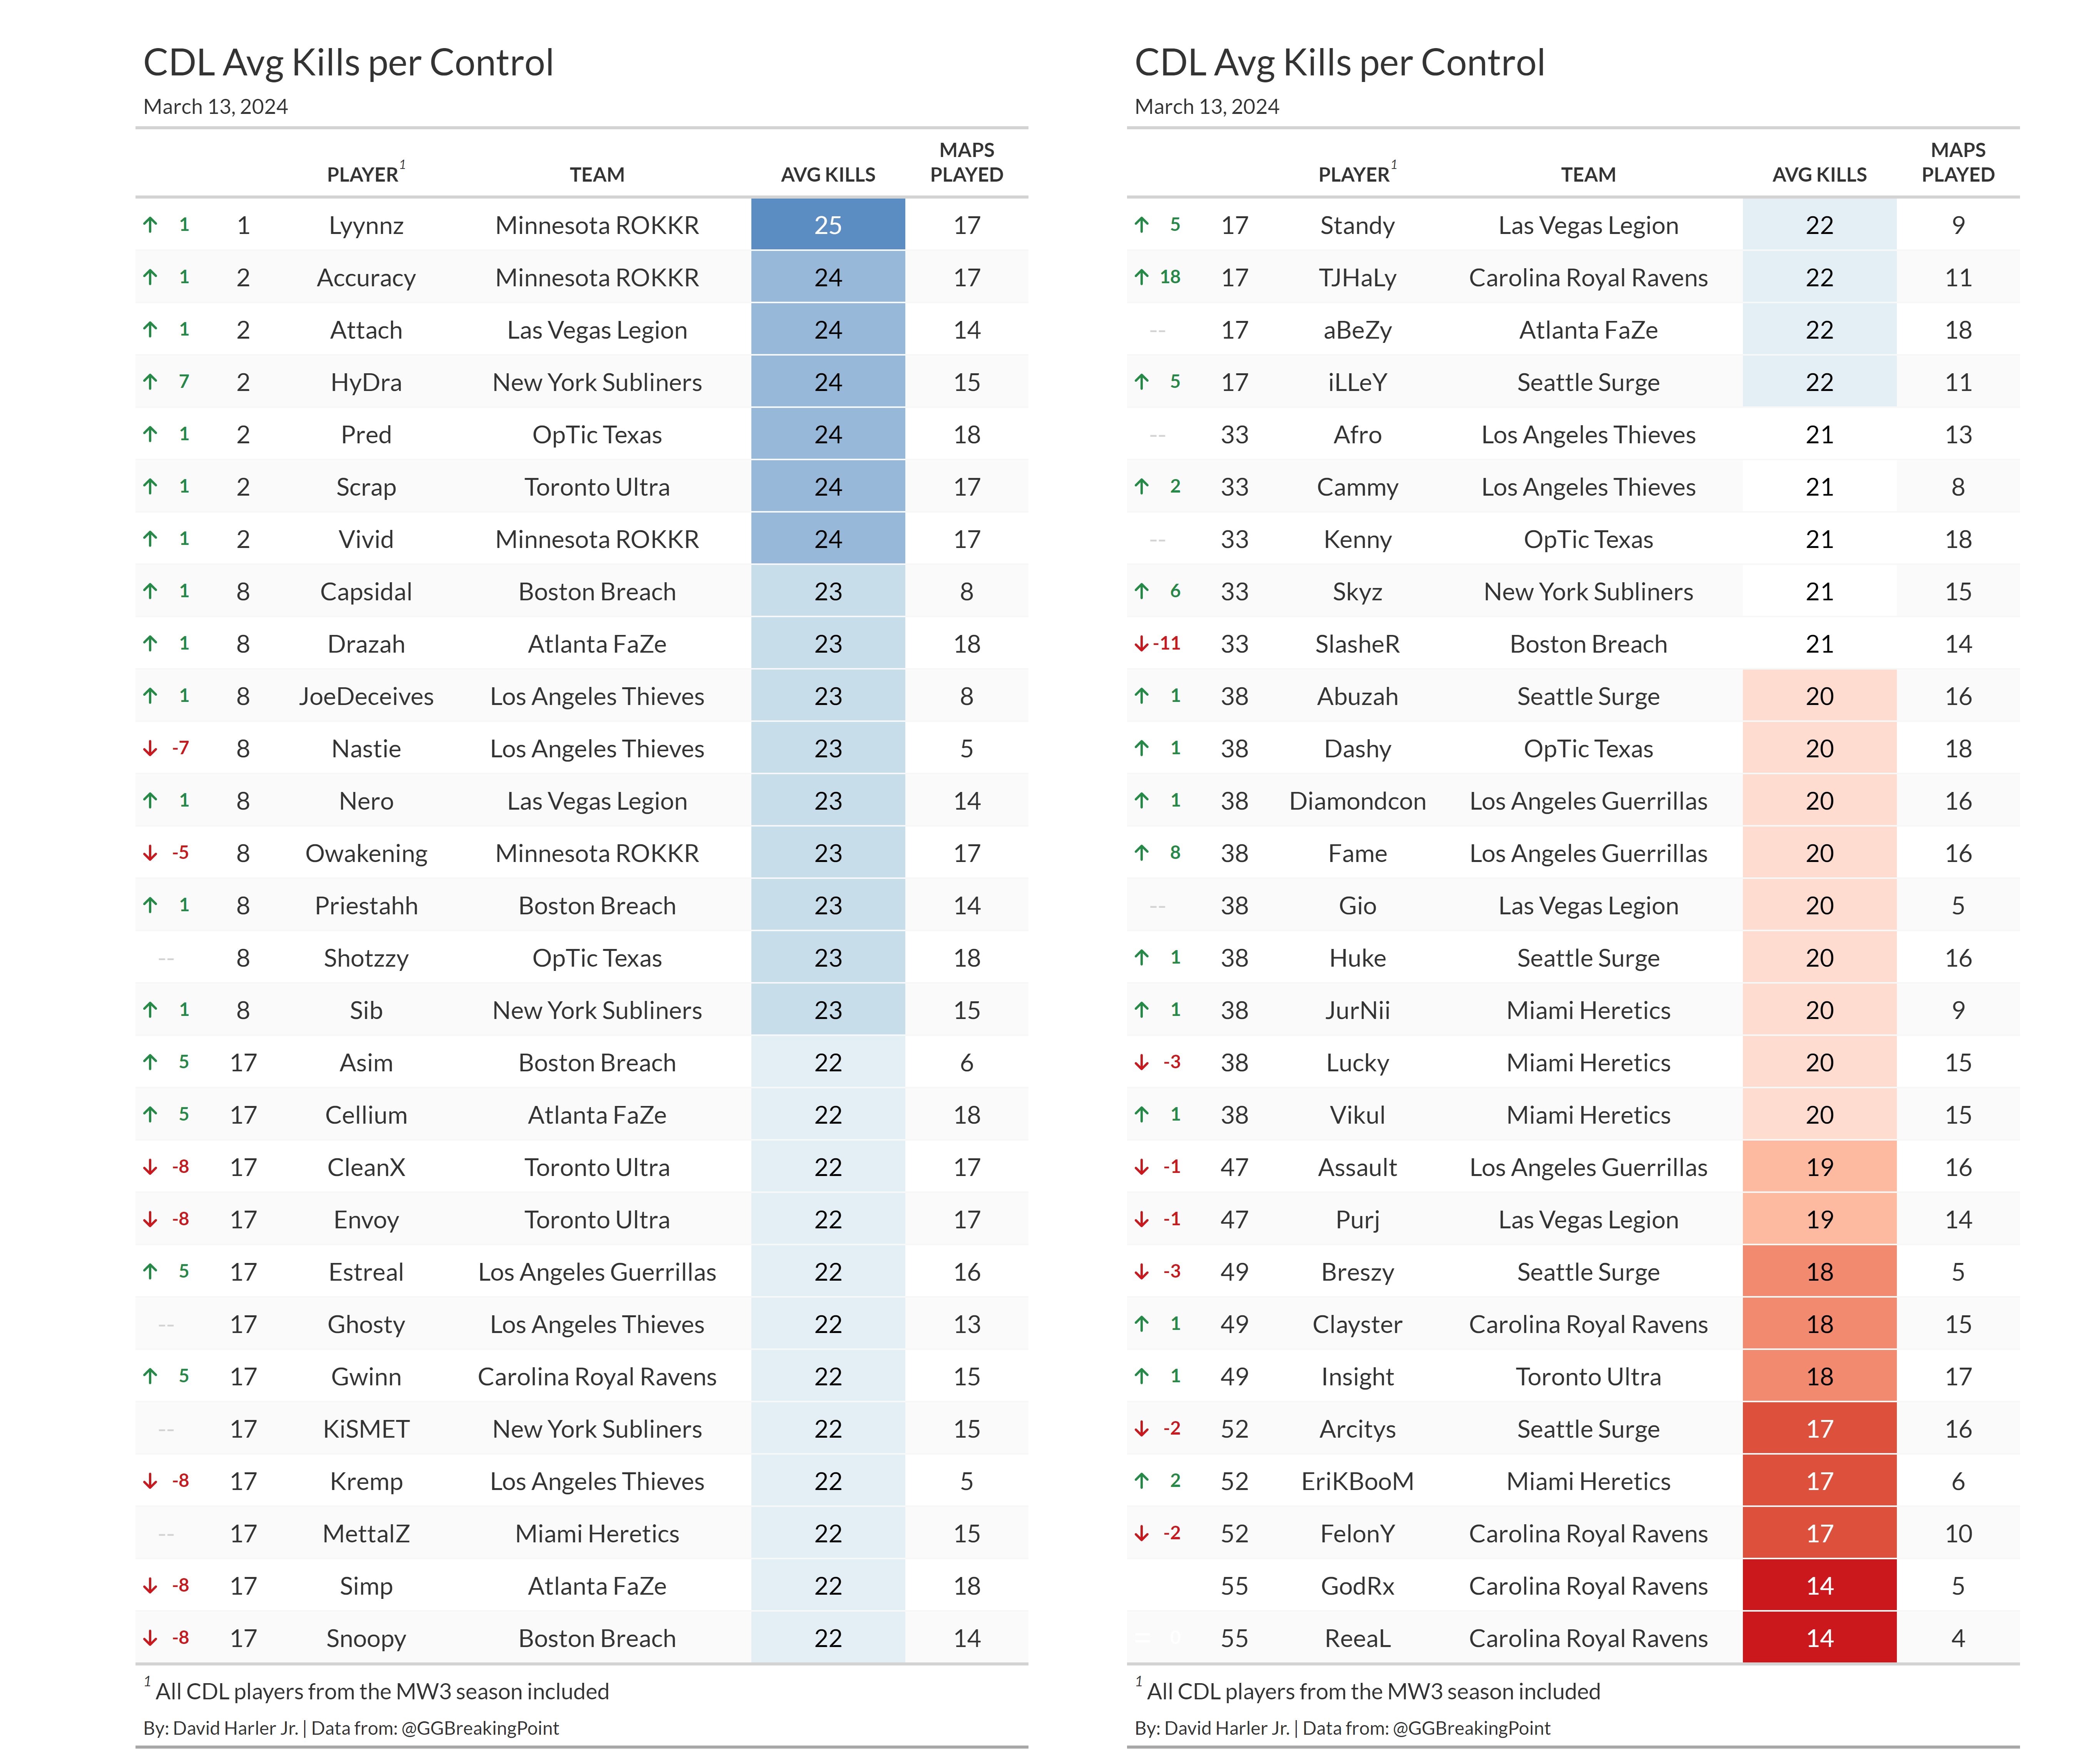 CDL Avg Kills per Control
March 13, 2024
PLAYER1 TEAM AVG KILLS MAPS PLAYED
↑ 1 1 Lyynnz Minnesota ROKKR 25 17
↑ 1 2 Accuracy Minnesota ROKKR 24 17
↑ 1 2 Attach Las Vegas Legion 24 14
↑ 7 2 HyDra New York Subliners 24 15
↑ 1 2 Pred OpTic Texas 24 18
↑ 1 2 Scrap Toronto Ultra 24 17
↑ 1 2 Vivid Minnesota ROKKR 24 17
↑ 1 8 Capsidal Boston Breach 23 8
↑ 1 8 Drazah Atlanta FaZe 23 18
↑ 1 8 JoeDeceives Los Angeles Thieves 23 8
↓ -7 8 Nastie Los Angeles Thieves 23 5
↑ 1 8 Nero Las Vegas Legion 23 14
↓ -5 8 Owakening Minnesota ROKKR 23 17
↑ 1 8 Priestahh Boston Breach 23 14
-- 8 Shotzzy OpTic Texas 23 18
↑ 1 8 Sib New York Subliners 23 15
↑ 5 17 Asim Boston Breach 22 6
↑ 5 17 Cellium Atlanta FaZe 22 18
↓ -8 17 CleanX Toronto Ultra 22 17
↓ -8 17 Envoy Toronto Ultra 22 17
↑ 5 17 Estreal Los Angeles Guerrillas 22 16
-- 17 Ghosty Los Angeles Thieves 22 13
↑ 5 17 Gwinn Carolina Royal Ravens 22 15
-- 17 KiSMET New York Subliners 22 15
↓ -8 17 Kremp Los Angeles Thieves 22 5
-- 17 MettalZ Miami Heretics 22 15
↓ -8 17 Simp Atlanta FaZe 22 18
↓ -8 17 Snoopy Boston Breach 22 14
1 All CDL players from the MW3 season included
By: David Harler Jr. | Data from: @GGBreakingPoint
CDL Avg Kills per Control
March 13, 2024
PLAYER1 TEAM AVG KILLS MAPS PLAYED
↑ 5 17 Standy Las Vegas Legion 22 9
↑ 18 17 TJHaLy Carolina Royal Ravens 22 11
-- 17 aBeZy Atlanta FaZe 22 18
↑ 5 17 iLLeY Seattle Surge 22 11
-- 33 Afro Los Angeles Thieves 21 13
↑ 2 33 Cammy Los Angeles Thieves 21 8
-- 33 Kenny OpTic Texas 21 18
↑ 6 33 Skyz New York Subliners 21 15
↓ -11 33 SlasheR Boston Breach 21 14
↑ 1 38 Abuzah Seattle Surge 20 16
↑ 1 38 Dashy OpTic Texas 20 18
↑ 1 38 Diamondcon Los Angeles Guerrillas 20 16
↑ 8 38 Fame Los Angeles Guerrillas 20 16
-- 38 Gio Las Vegas Legion 20 5
↑ 1 38 Huke Seattle Surge 20 16
↑ 1 38 JurNii Miami Heretics 20 9
↓ -3 38 Lucky Miami Heretics 20 15
↑ 1 38 Vikul Miami Heretics 20 15
↓ -1 47 Assault Los Angeles Guerrillas 19 16
↓ -1 47 Purj Las Vegas Legion 19 14
↓ -3 49 Breszy Seattle Surge 18 5
↑ 1 49 Clayster Carolina Royal Ravens 18 15
↑ 1 49 Insight Toronto Ultra 18 17
↓ -2 52 Arcitys Seattle Surge 17 16
↑ 2 52 EriKBooM Miami Heretics 17 6
↓ -2 52 FelonY Carolina Royal Ravens 17 10
55 GodRx Carolina Royal Ravens 14 5
= 0 55 ReeaL Carolina Royal Ravens 14 4
1 All CDL players from the MW3 season included
By: David Harler Jr. | Data from: @GGBreakingPoint